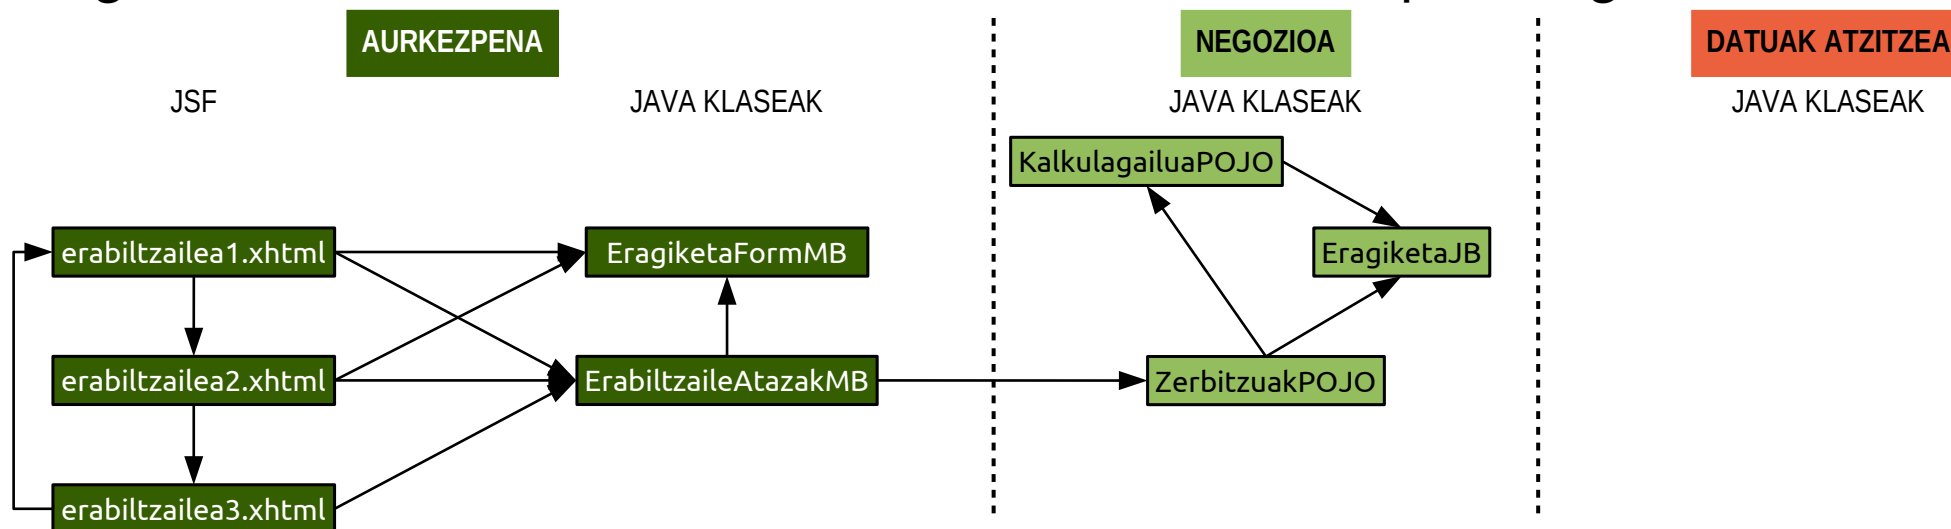 AURKEZPENA
NEGOZIOA
DATUAK ATZITZEA
JSF
JAVA KLASEAK
JAVA KLASEAK
JAVA KLASEAK
KalkulagailuaPOJO
erabiltzailea1.xhtml
EragiketaFormMB
EragiketaJB
erabiltzailea2.xhtml
ErabiltzaileAtazakMB
ZerbitzuakPOJO
erabiltzailea3.xhtml